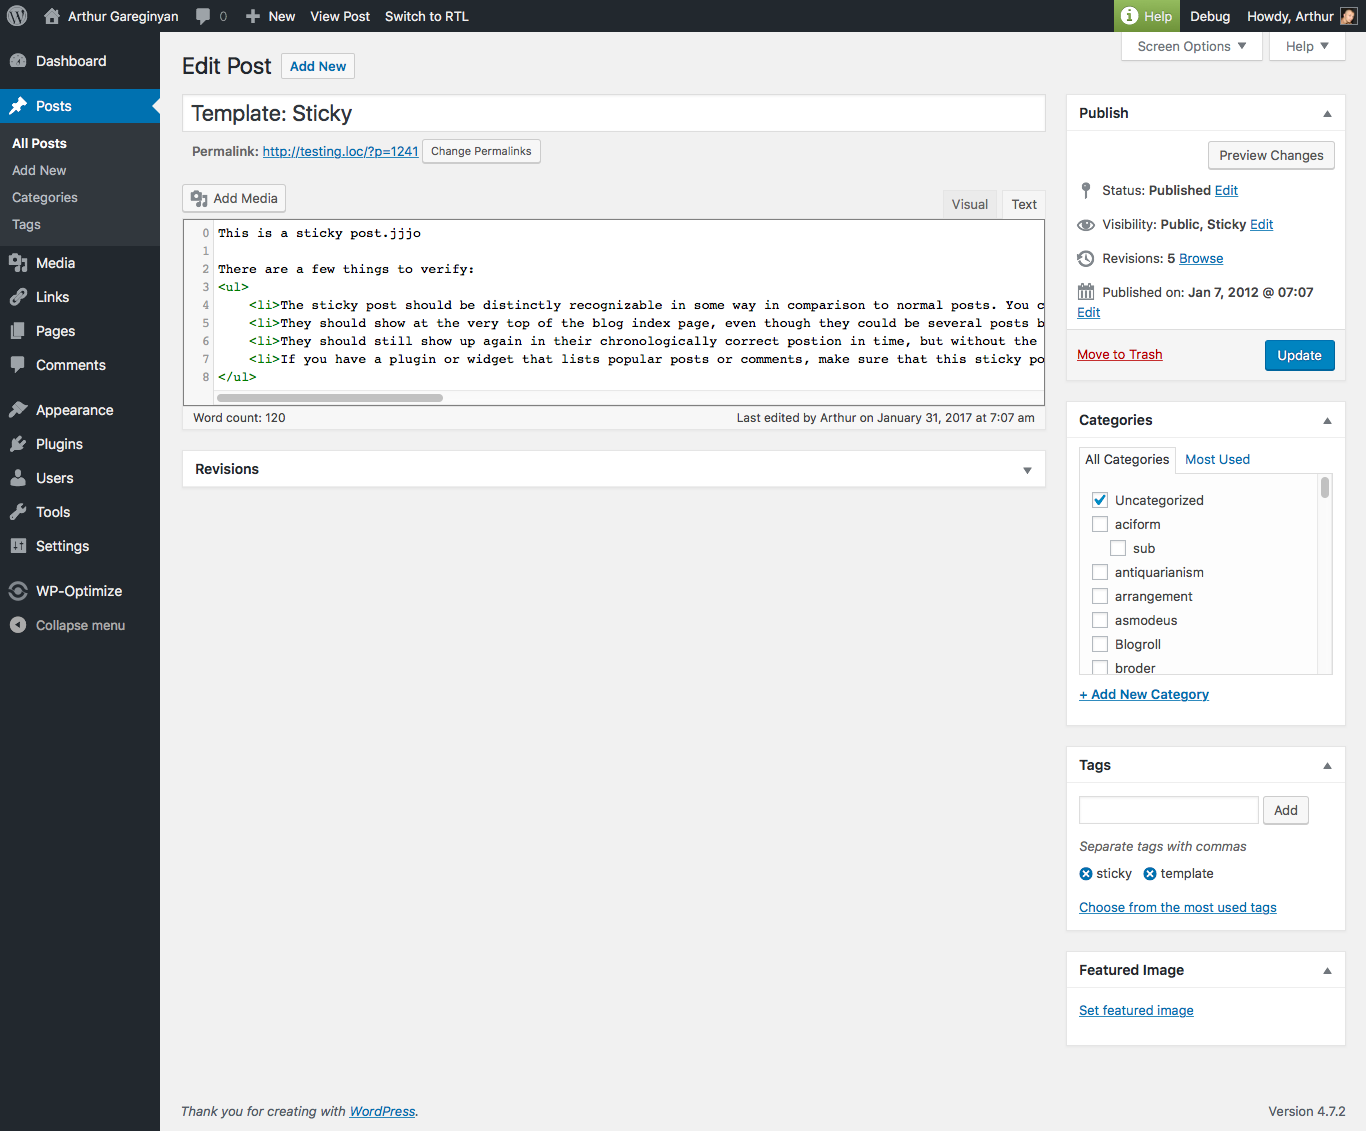 Arthur Gareginyan 0 New View Post Switch to RTL Help Debug Howdy, Arthur
Screen Options Help
Dashboard
Posts
All Posts
Add New
Categories
Tags
Media
Links
Pages
Comments
Appearance
Plugins
Users
Tools
Settings
WP-Optimize
Collapse menu
Edit Post Add New
Template: Sticky
Permalink: http://testing.loc/?p=1241 Change Permalinks
Add Media
Visual Text
0 This is a sticky post.jjjo
1
2 There are a few things to verify:
3 <ul>
4 <li>The sticky post should be distinctly recognizable in some way in comparison to normal posts. You c
5 <li>They should show at the very top of the blog index page, even though they could be several posts b
6 <li>They should still show up again in their chronologically correct postion in time, but without the
7 <li>If you have a plugin or widget that lists popular posts or comments, make sure that this sticky po
8 </ul>
Word count: 120 Last edited by Arthur on January 31, 2017 at 7:07 am
Revisions
Publish
Preview Changes
Status: Published Edit
Visibility: Public, Sticky Edit
Revisions: 5 Browse
Published on: Jan 7, 2012 @ 07:07
Edit
Move to Trash Update
Categories
All Categories Most Used
Uncategorized
aciform
sub
antiquarianism
arrangement
asmodeus
Blogroll
broder
+ Add New Category
Tags
Add
Separate tags with commas
sticky template
Choose from the most used tags
Featured Image
Set featured image
Thank you for creating with WordPress.
Version 4.7.2